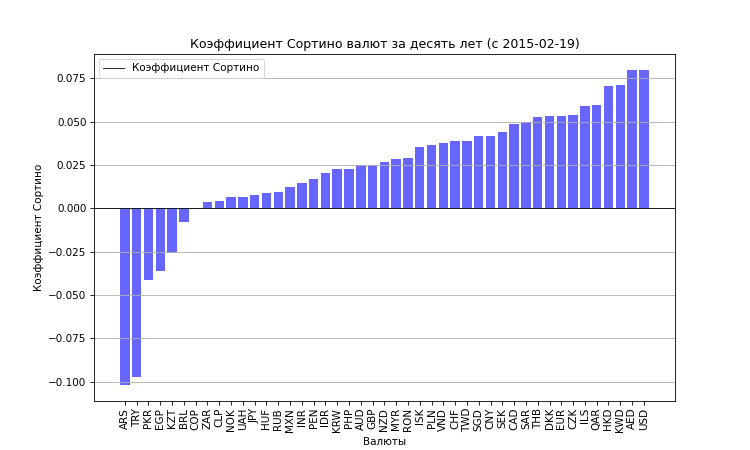 Коэффициент Сортино валют за десять лет (с 2015-02-19)
Коэффициент Сортино
0.075
0.050
0.025
0.000
−0.025
−0.050
−0.075
−0.100
Коэффициент Сортино
ARS
TRY
PKR
EGP
KZT
BRL
COP
ZAR
CLP
NOK
UAH
JPY
HUF
RUB
MXN
INR
PEN
IDR
KRW
PHP
AUD
GBP
NZD
MYR
RON
ISK
PLN
VND
CHF
TWD
SGD
CNY
SEK
CAD
SAR
THB
DKK
EUR
CZK
ILS
QAR
HKD
KWD
AED
USD
Валюты